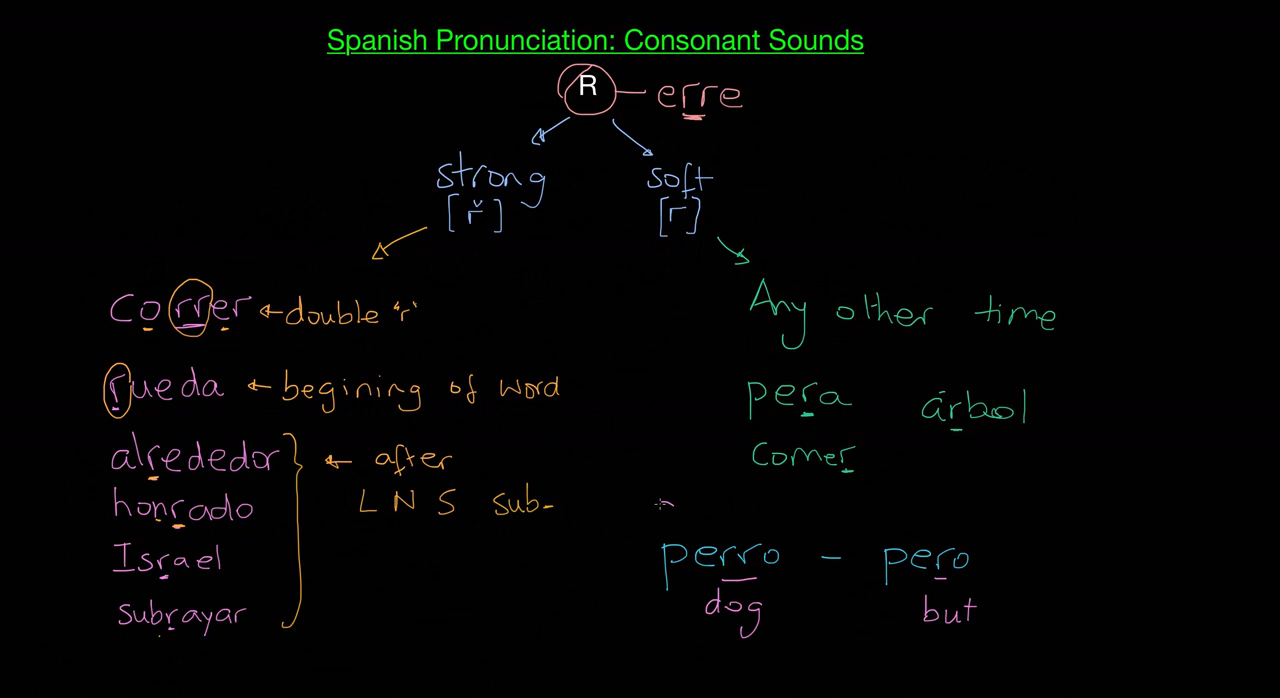 Spanish Pronunciation: Consonant Sounds
R — erre
strong soft
[ř] [r]
Correr ← double "r"
rueda ← begining of word
alrededor ← after
honrado L N S sub-
Israel
subrayar
Any other time
pera árbol
comer
perro - pero
dog but